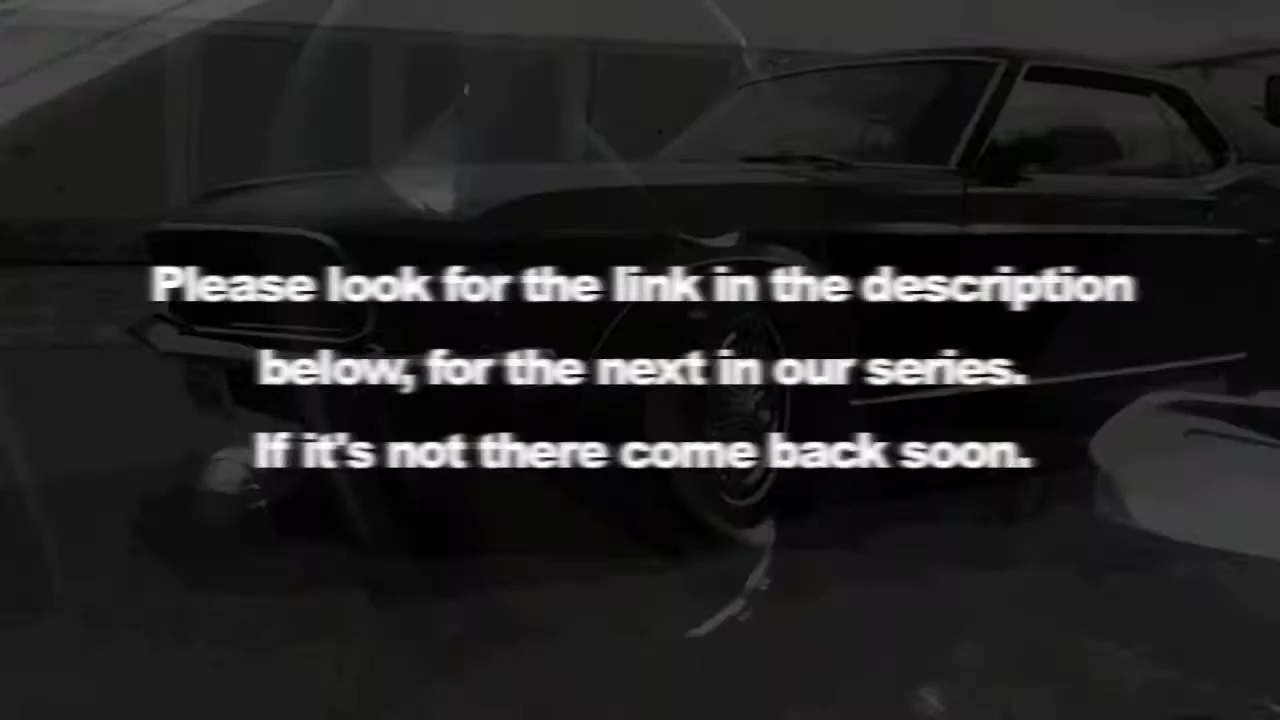 Please look for the link in the description
below, for the next in our series.
If it's not there come back soon.